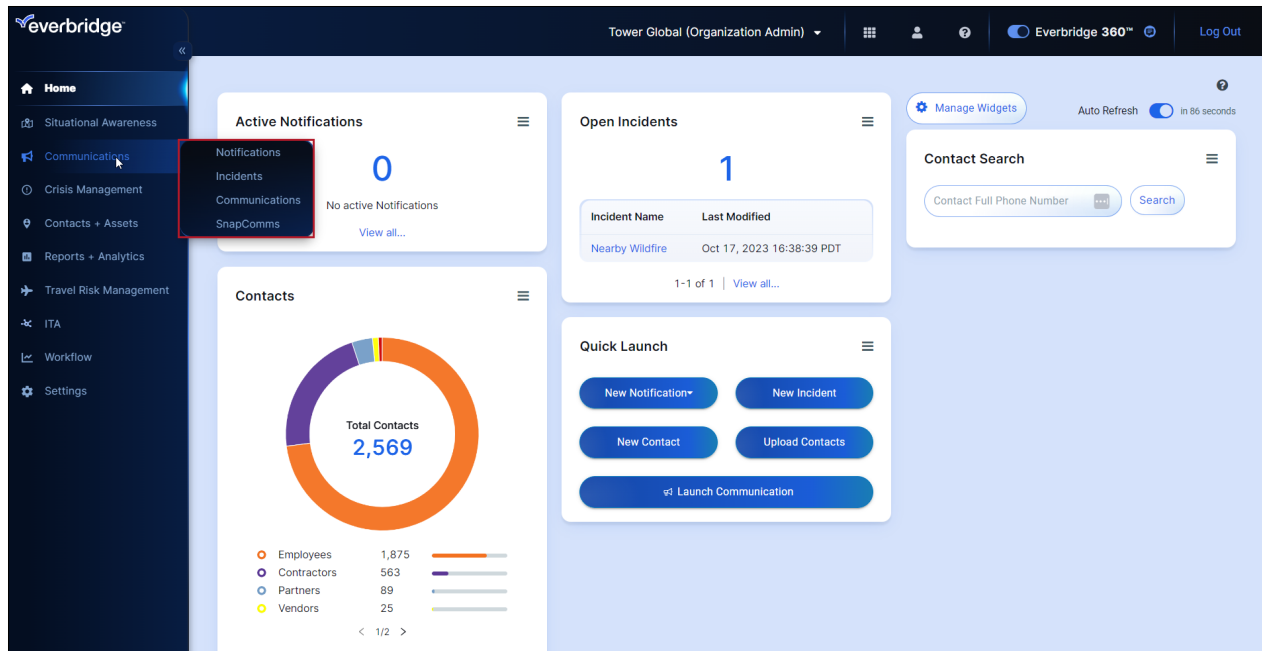 everbridge™
Tower Global (Organization Admin)
Everbridge 360™
Log Out
«
Home
Situational Awareness
Communications
Crisis Management
Contacts + Assets
Reports + Analytics
Travel Risk Management
ITA
Workflow
Settings
Notifications
Incidents
Communications
SnapComms
Active Notifications
0
No active Notifications
View all...
Contacts
Total Contacts
2,569
Employees 1,875
Contractors 563
Partners 89
Vendors 25
< 1/2 >
Open Incidents
1
Incident Name Last Modified
Nearby Wildfire Oct 17, 2023 16:38:39 PDT
1-1 of 1 | View all...
Quick Launch
New Notification
New Incident
New Contact
Upload Contacts
Launch Communication
Manage Widgets
Auto Refresh in 86 seconds
Contact Search
Contact Full Phone Number
Search